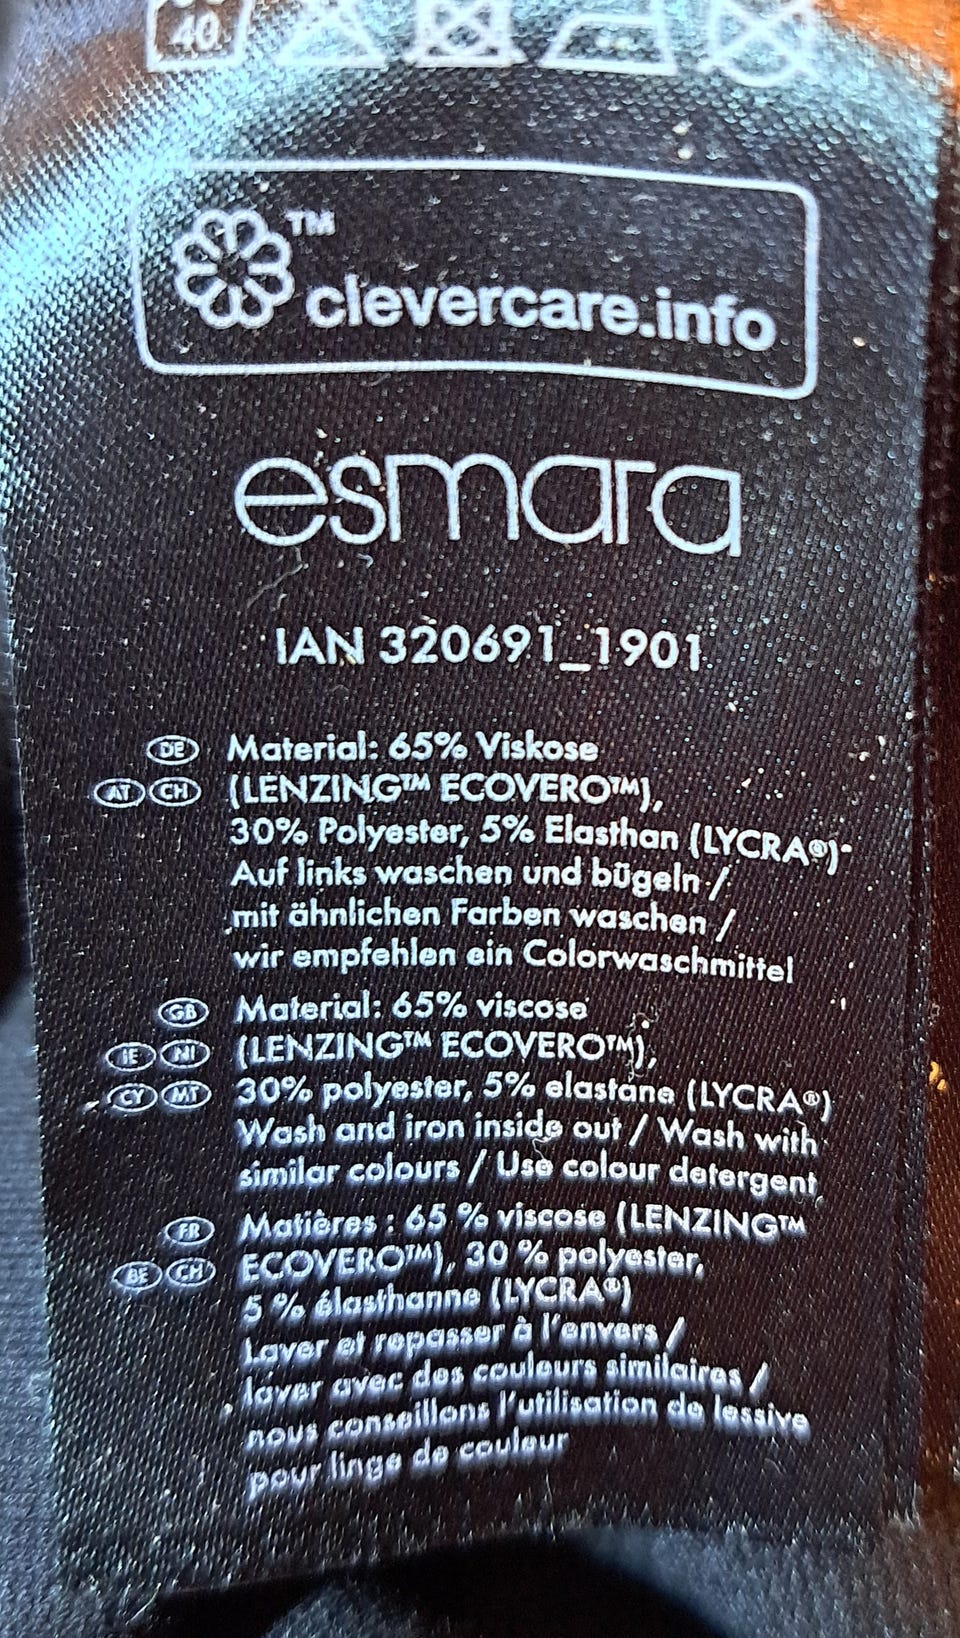 40
™
clevercare.info
esmara
IAN 320691_1901
DE Material: 65% Viskose
AT CH (LENZING™ ECOVERO™),
30% Polyester, 5% Elasthan (LYCRA®)
Auf links waschen und bügeln /
mit ähnlichen Farben waschen /
wir empfehlen ein Colorwaschmittel
GB Material: 65% viscose
IE NI (LENZING™ ECOVERO™),
CY MT 30% polyester, 5% elastane (LYCRA®)
Wash and iron inside out / Wash with
similar colours / Use colour detergent
FR Matières : 65 % viscose (LENZING™
BE CH ECOVERO™), 30 % polyester,
5 % élasthanne (LYCRA®)
Laver et repasser à l'envers /
laver avec des couleurs similaires /
nous conseillons l'utilisation de lessive
pour linge de couleur